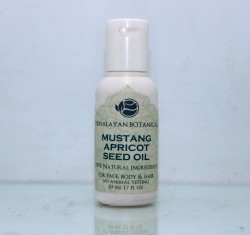 HIMALAYAN BOTANICALS
MUSTANG
APRICOT
SEED OIL
100% NATURAL INGREDIENTS
FOR FACE, BODY & HAIR
NO ANIMAL TESTING